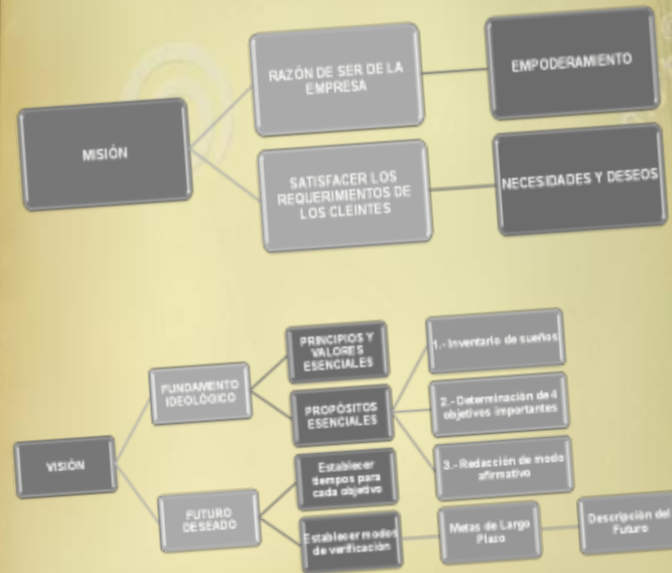 MISIÓN
RAZÓN DE SER DE LA
EMPRESA
EMPODERAMIENTO
SATISFACER LOS
REQUERIMIENTOS DE
LOS CLEINTES
NECESIDADES Y DESEOS
VISIÓN
FUNDAMENTO
IDEOLÓGICO
PRINCIPIOS Y
VALORES
ESENCIALES
PROPÓSITOS
ESENCIALES
1.- Inventario de sueños
2.- Determinación de 4
objetivos importantes
3.- Redacción de modo
afirmativo
FUTURO
DESEADO
Establecer
tiempos para
cada objetivo
Establecer modos
de verificación
Metas de Largo
Plazo
Descripción del
Futuro